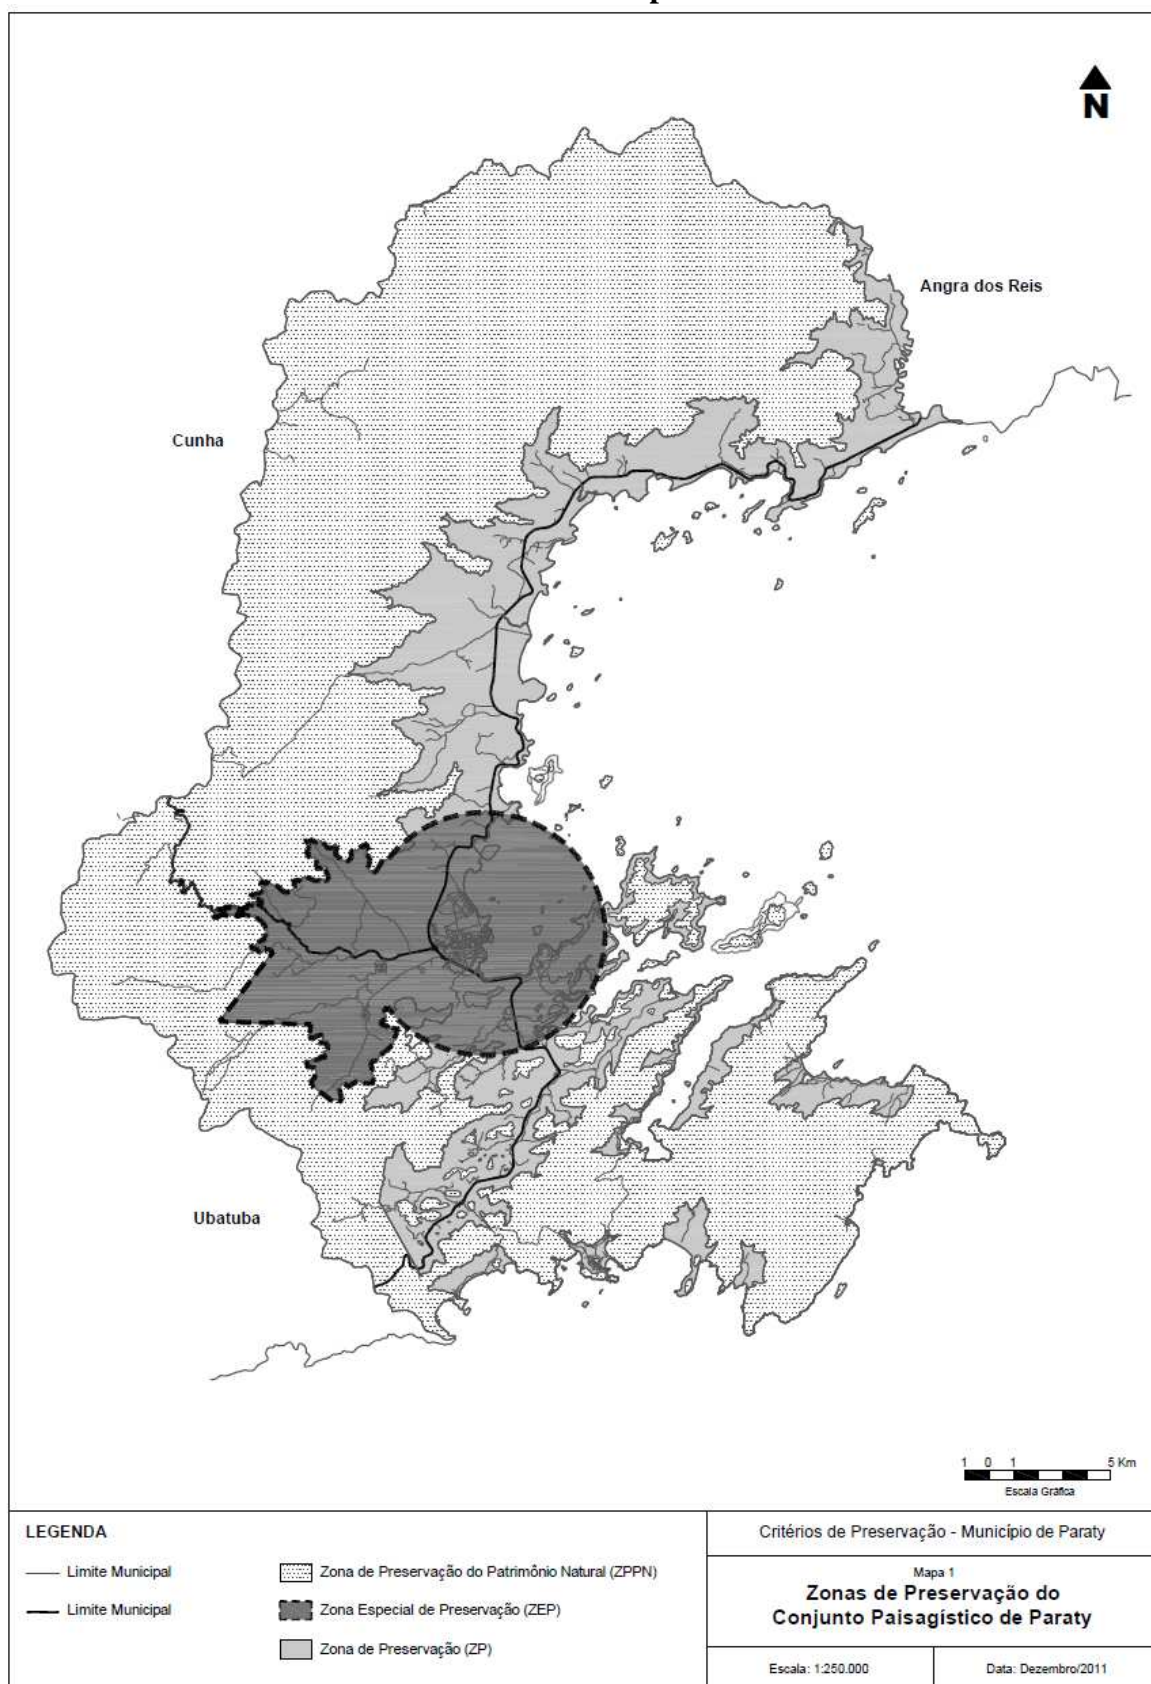 N
Angra dos Reis
Cunha
Ubatuba
1 0 1 5 Km
Escala Gráfica
LEGENDA
Limite Municipal
Limite Municipal
Zona de Preservação do Patrimônio Natural (ZPPN)
Zona Especial de Preservação (ZEP)
Zona de Preservação (ZP)
Critérios de Preservação - Município de Paraty
Mapa 1
Zonas de Preservação do
Conjunto Paisagístico de Paraty
Escala: 1:250.000
Data: Dezembro/2011